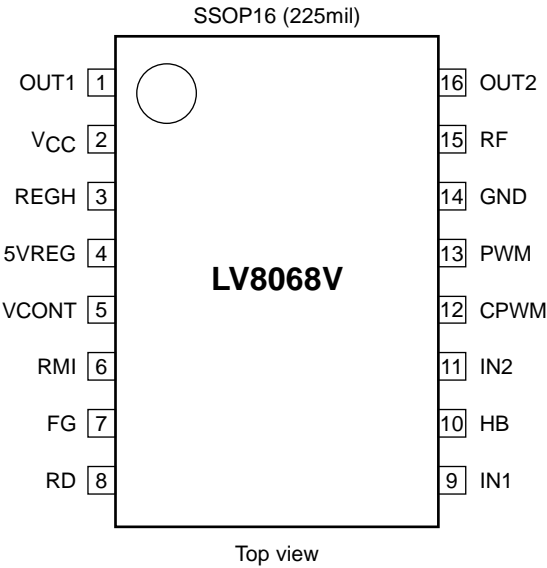 SSOP16 (225mil)
OUT1 1 16 OUT2
VCC 2 15 RF
REGH 3 14 GND
5VREG 4 13 PWM
LV8068V
VCONT 5 12 CPWM
RMI 6 11 IN2
FG 7 10 HB
RD 8 9 IN1
Top view